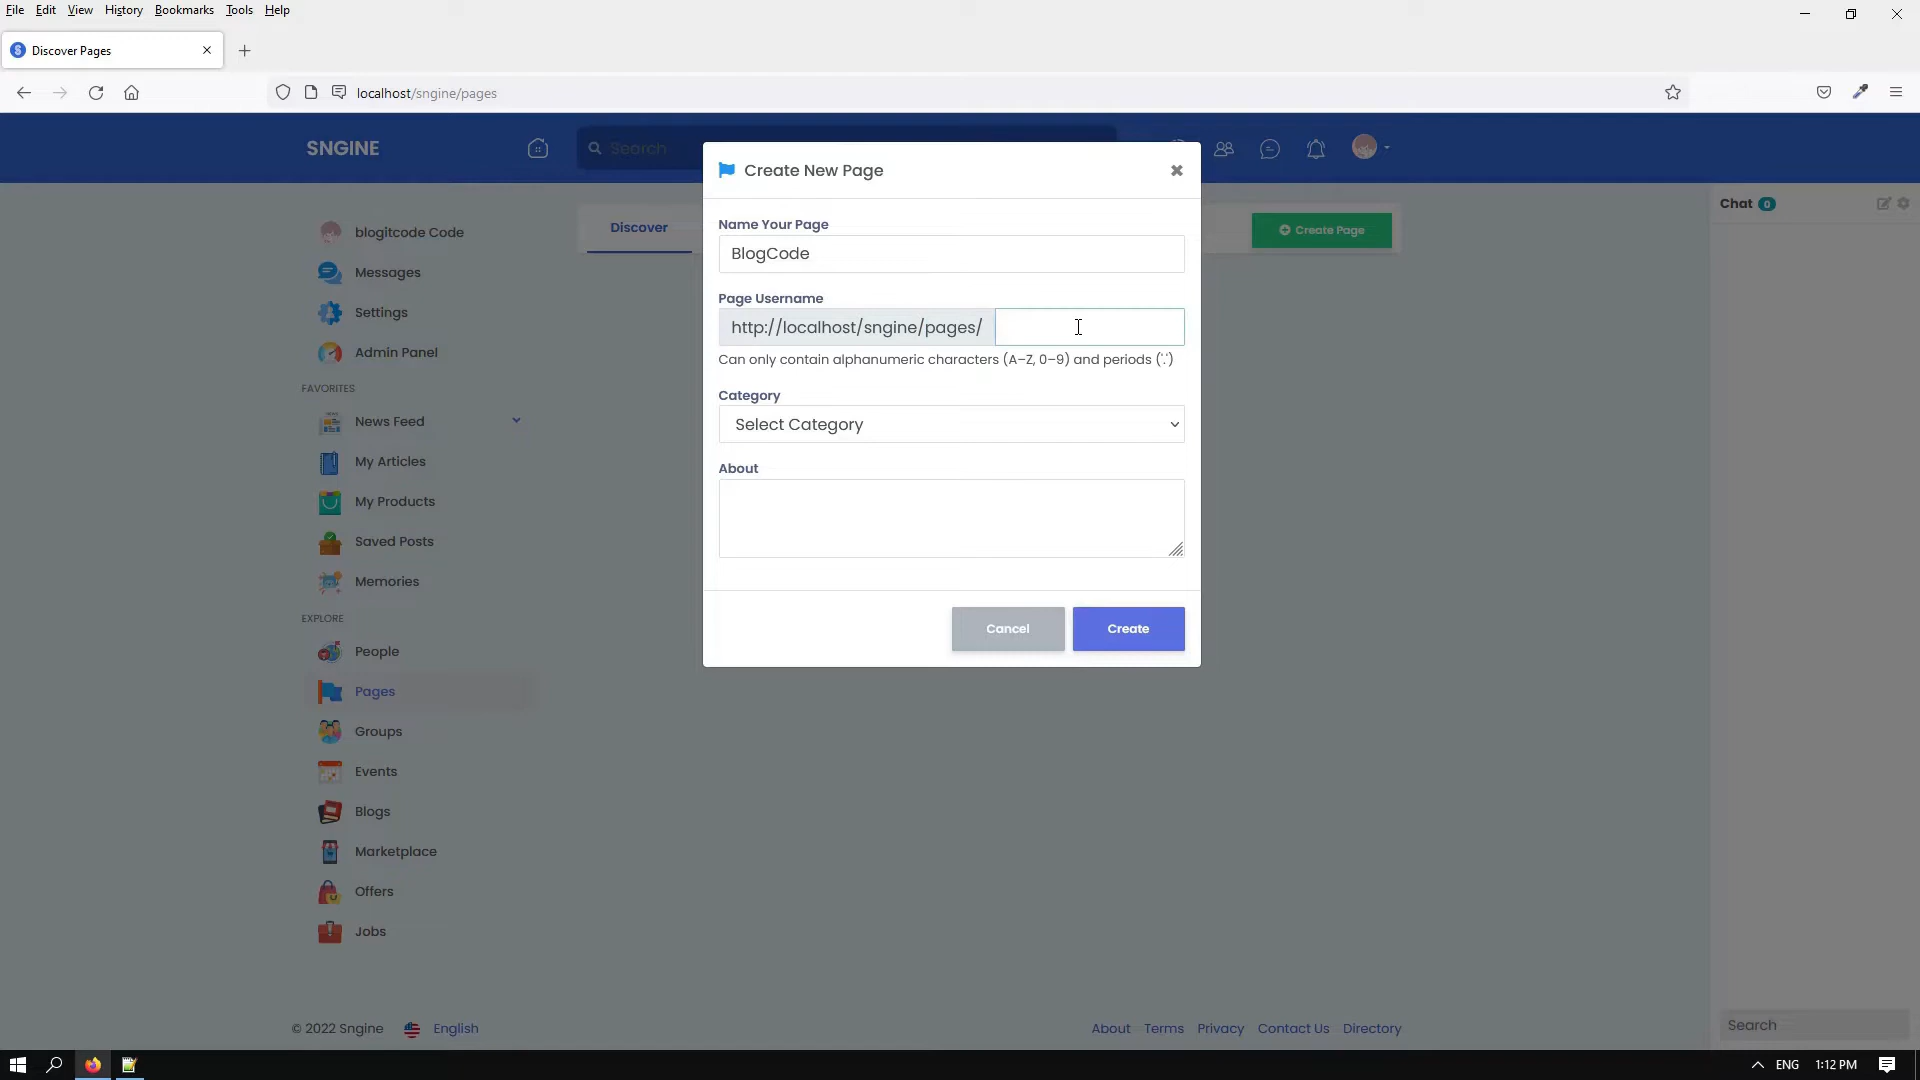 File Edit View History Bookmarks Tools Help
Discover Pages
localhost/sngine/pages
SNGINE
Search
Create New Page
Name Your Page
BlogCode
Page Username
http://localhost/sngine/pages/
Can only contain alphanumeric characters (A–Z, 0–9) and periods ('.')
Category
Select Category
About
Cancel
Create
blogitcode Code
Messages
Settings
Admin Panel
FAVORITES
News Feed
My Articles
My Products
Saved Posts
Memories
EXPLORE
People
Pages
Groups
Events
Blogs
Marketplace
Offers
Jobs
Discover
Create Page
Chat 0
Search
© 2022 Sngine English
About Terms Privacy Contact Us Directory
ENG 1:12 PM